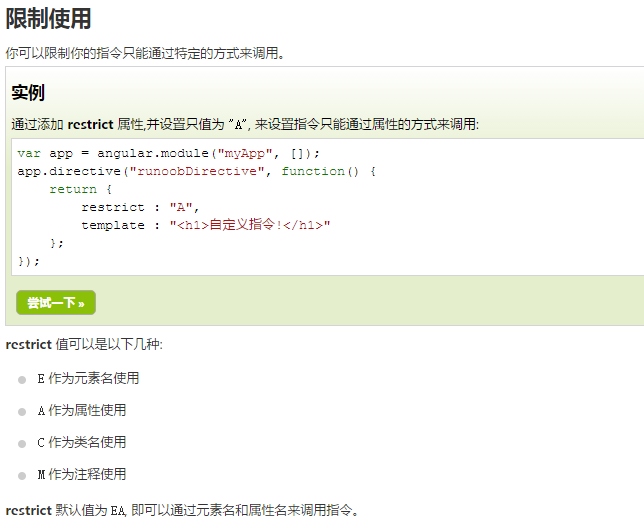 限制使用
你可以限制你的指令只能通过特定的方式来调用。
实例
通过添加 restrict 属性,并设置只值为 "A", 来设置指令只能通过属性的方式来调用:
var app = angular.module("myApp", []);
app.directive("runoobDirective", function() {
    return {
        restrict : "A",
        template : "<h1>自定义指令!</h1>"
    };
});
尝试一下 »
restrict 值可以是以下几种:
E 作为元素名使用
A 作为属性使用
C 作为类名使用
M 作为注释使用
restrict 默认值为 EA, 即可以通过元素名和属性名来调用指令。